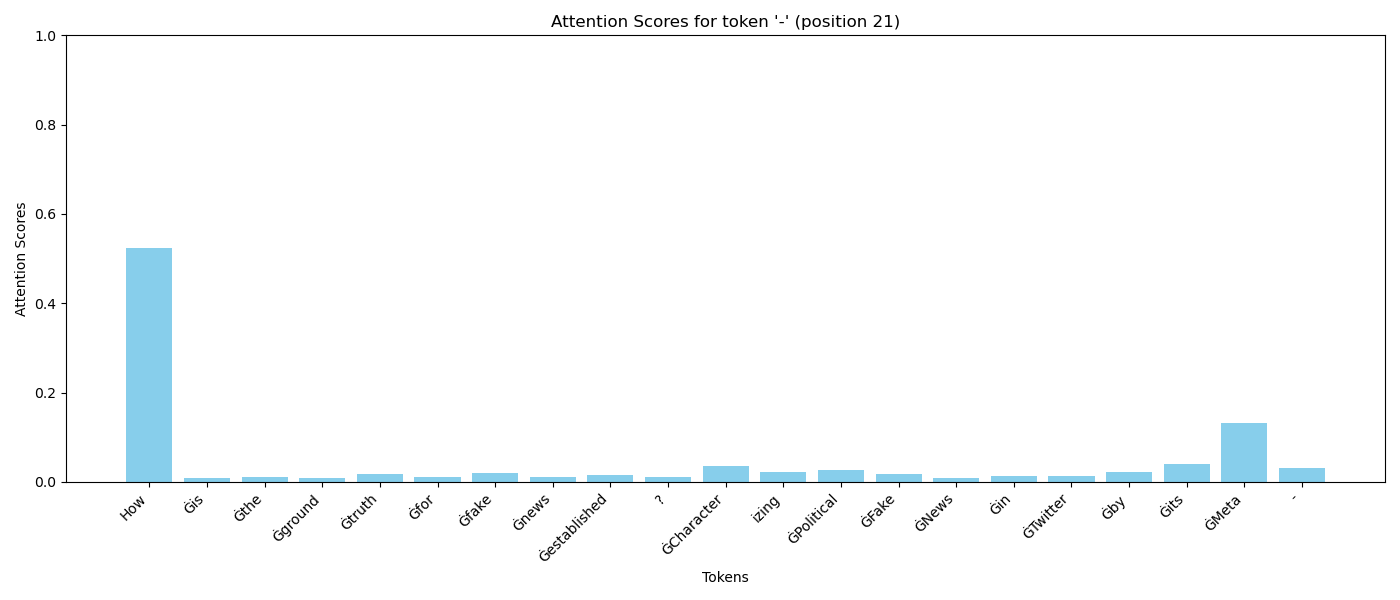 Attention Scores for token '-' (position 21)
1.0
0.8
0.6
0.4
0.2
0.0
Attention Scores
How
Ġis
Ġthe
Ġground
Ġtruth
Ġfor
Ġfake
Ġnews
Ġestablished
?
ĠCharacter
izing
ĠPolitical
ĠFake
ĠNews
Ġin
ĠTwitter
Ġby
Ġits
ĠMeta
-
Tokens